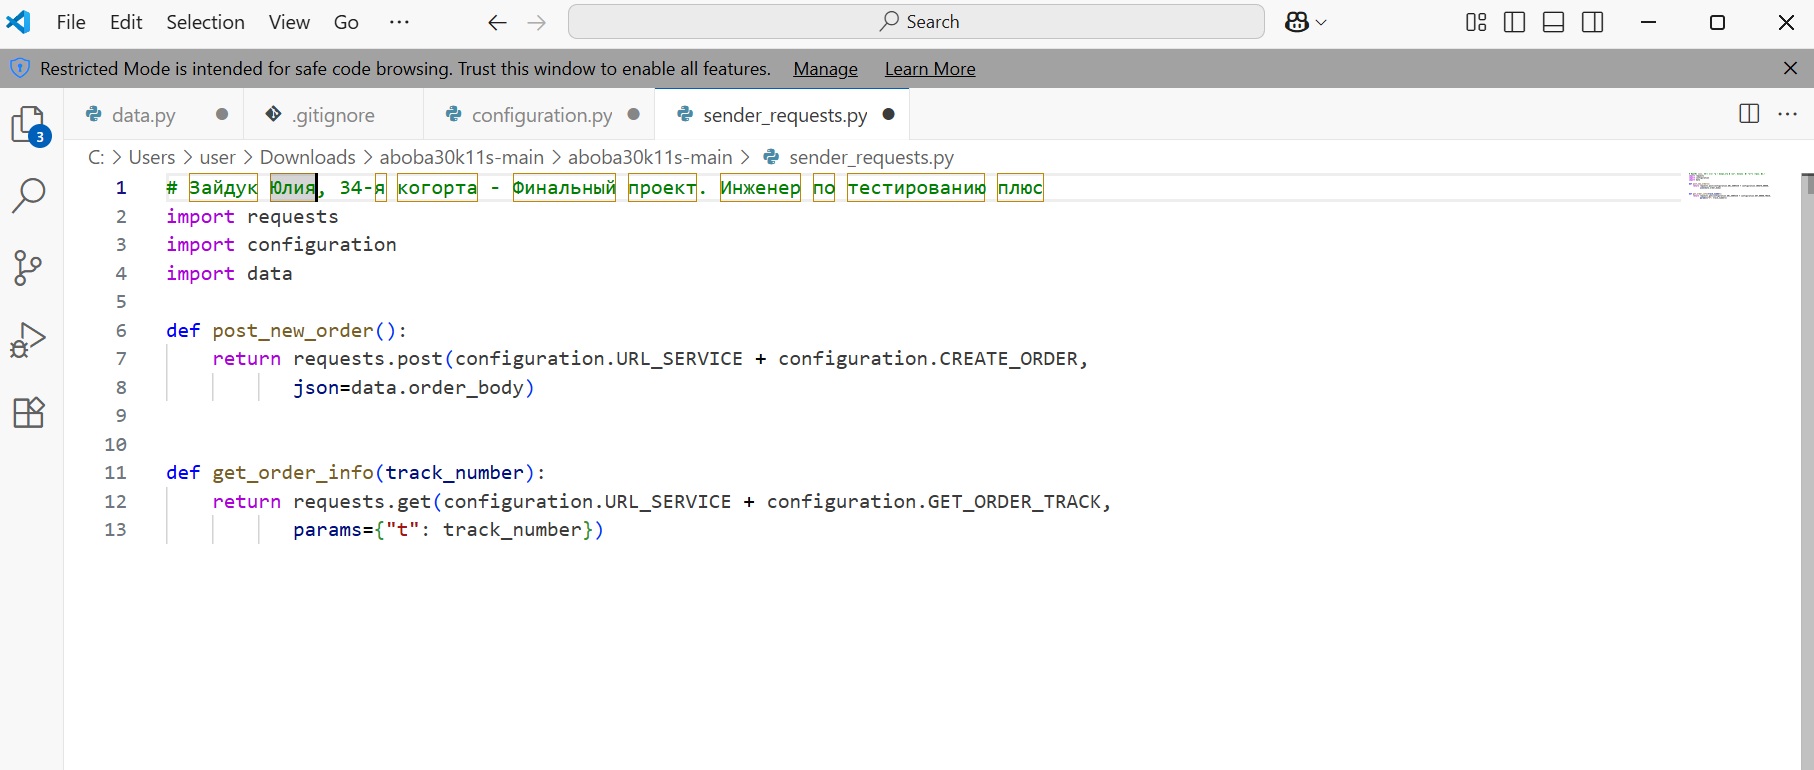 File Edit Selection View Go ··· Search
Restricted Mode is intended for safe code browsing. Trust this window to enable all features. Manage Learn More
data.py .gitignore configuration.py sender_requests.py
3
C: > Users > user > Downloads > aboba30k11s-main > aboba30k11s-main > sender_requests.py
1 # Зайдук Юлия, 34-я когорта - Финальный проект. Инженер по тестированию плюс
2 import requests
3 import configuration
4 import data
5
6 def post_new_order():
7 return requests.post(configuration.URL_SERVICE + configuration.CREATE_ORDER,
8 json=data.order_body)
9
10
11 def get_order_info(track_number):
12 return requests.get(configuration.URL_SERVICE + configuration.GET_ORDER_TRACK,
13 params={"t": track_number})